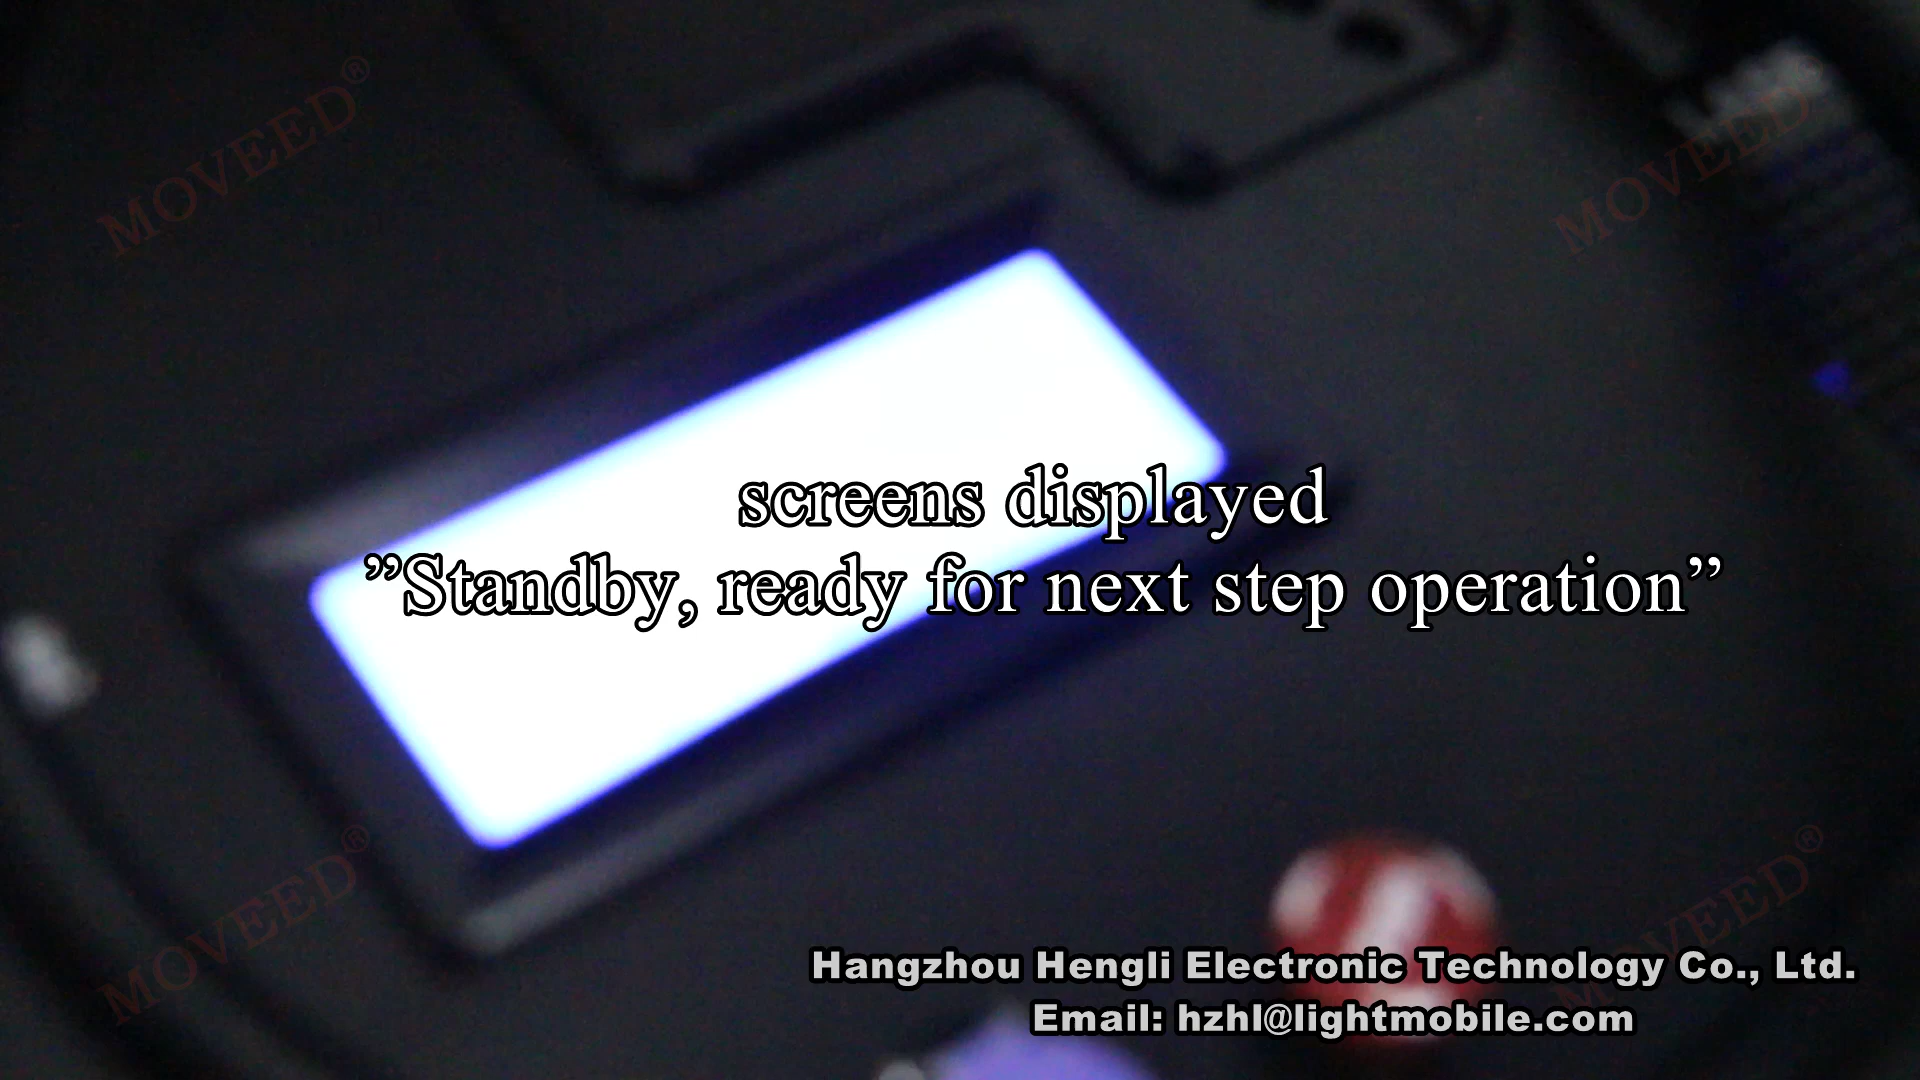 MOVEED®
MOVEED®
screens displayed
”Standby, ready for next step operation”
MOVEED®
MOVEED®
Hangzhou Hengli Electronic Technology Co., Ltd.
Email: hzhl@lightmobile.com